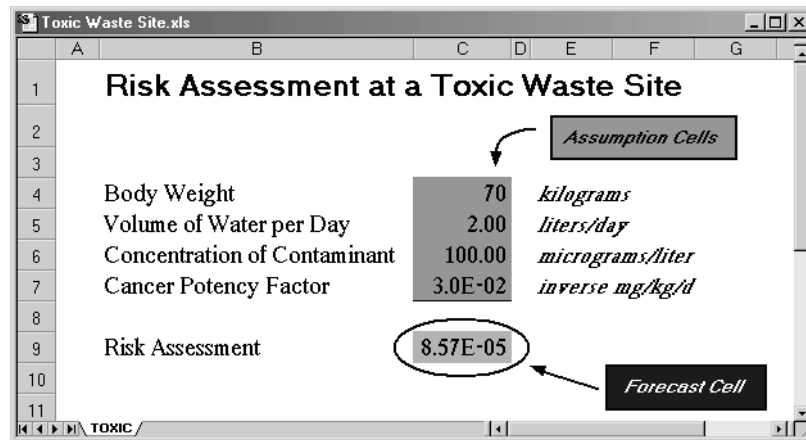 Toxic Waste Site.xls
A B C D E F G
1 Risk Assessment at a Toxic Waste Site
2 Assumption Cells
3
4 Body Weight 70 kilograms
5 Volume of Water per Day 2.00 liters/day
6 Concentration of Contaminant 100.00 micrograms/liter
7 Cancer Potency Factor 3.0E-02 inverse mg/kg/d
8
9 Risk Assessment 8.57E-05
10 Forecast Cell
11
TOXIC